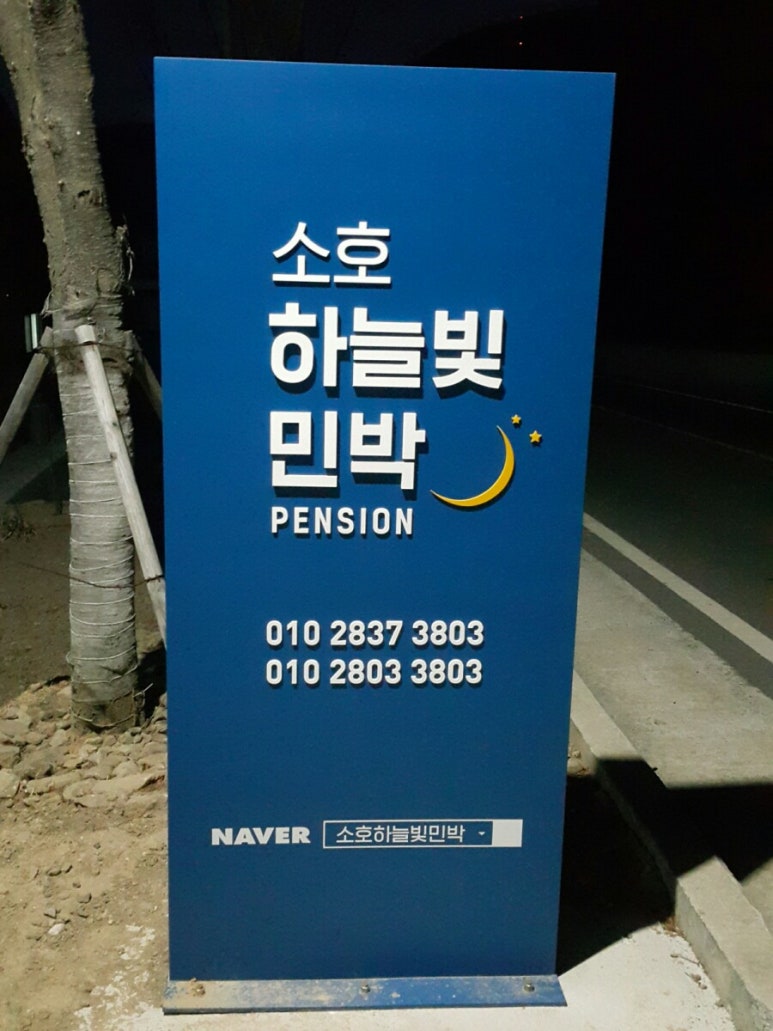 소호
하늘빛
민박
PENSION
010 2837 3803
010 2803 3803
NAVER 소호하늘빛민박